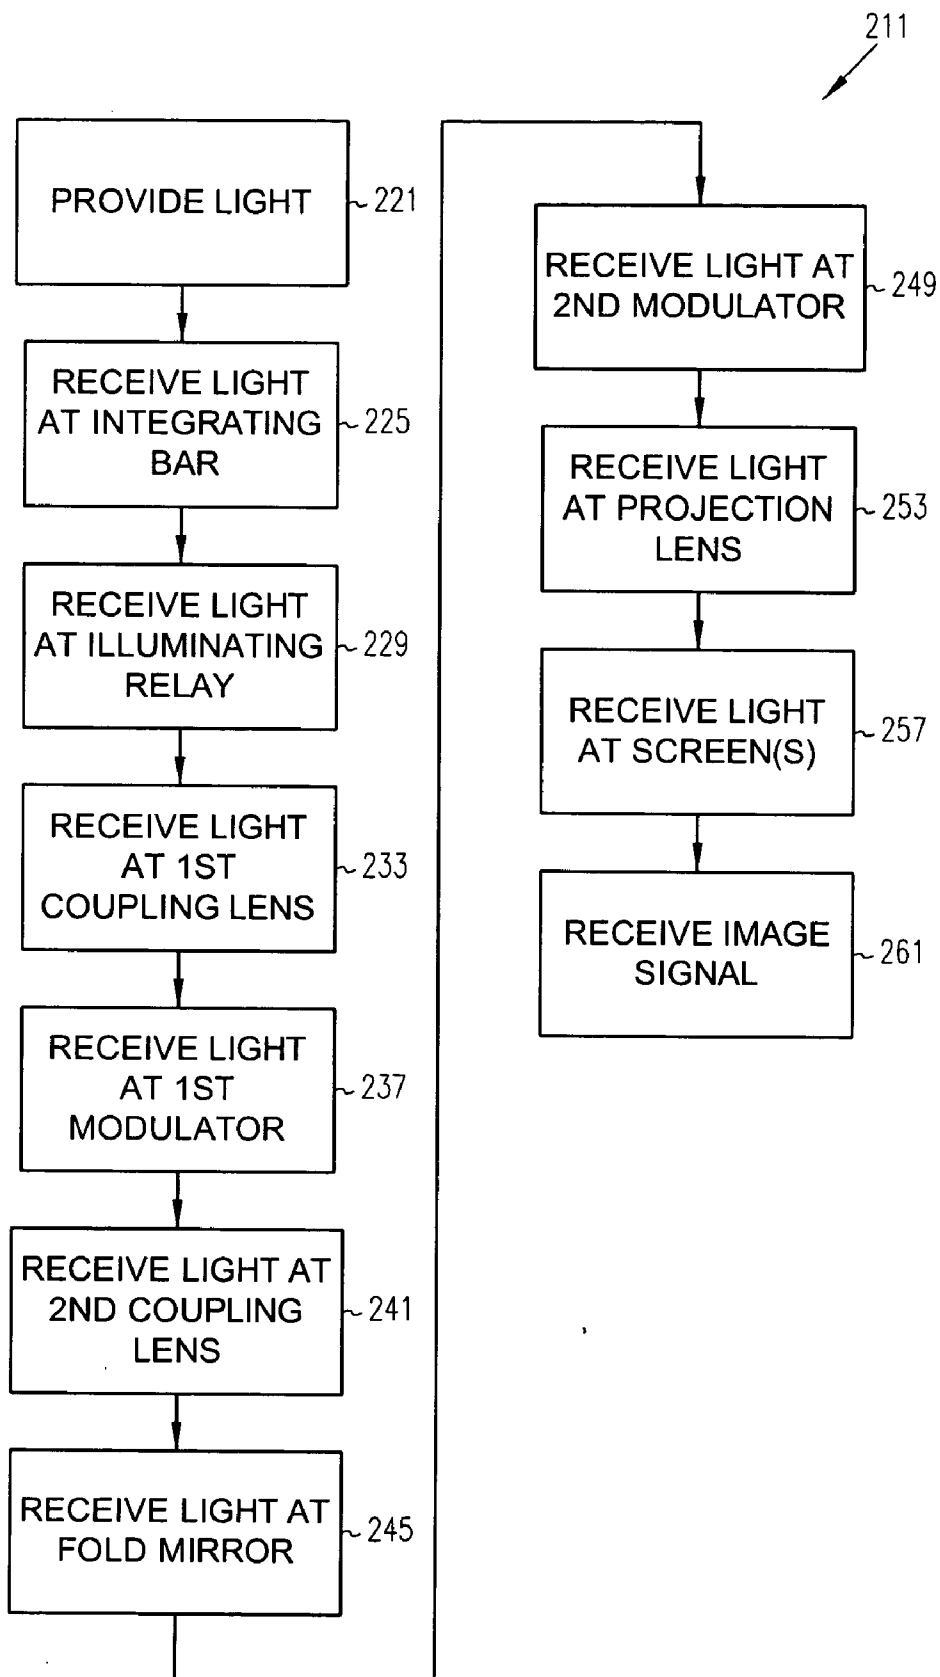 211
PROVIDE LIGHT
221
RECEIVE LIGHT
AT INTEGRATING
BAR
225
RECEIVE LIGHT
AT ILLUMINATING
RELAY
229
RECEIVE LIGHT
AT 1ST
COUPLING LENS
233
RECEIVE LIGHT
AT 1ST
MODULATOR
237
RECEIVE LIGHT AT
2ND COUPLING
LENS
241
RECEIVE LIGHT AT
FOLD MIRROR
245
RECEIVE LIGHT AT
2ND MODULATOR
249
RECEIVE LIGHT
AT PROJECTION
LENS
253
RECEIVE LIGHT
AT SCREEN(S)
257
RECEIVE IMAGE
SIGNAL
261